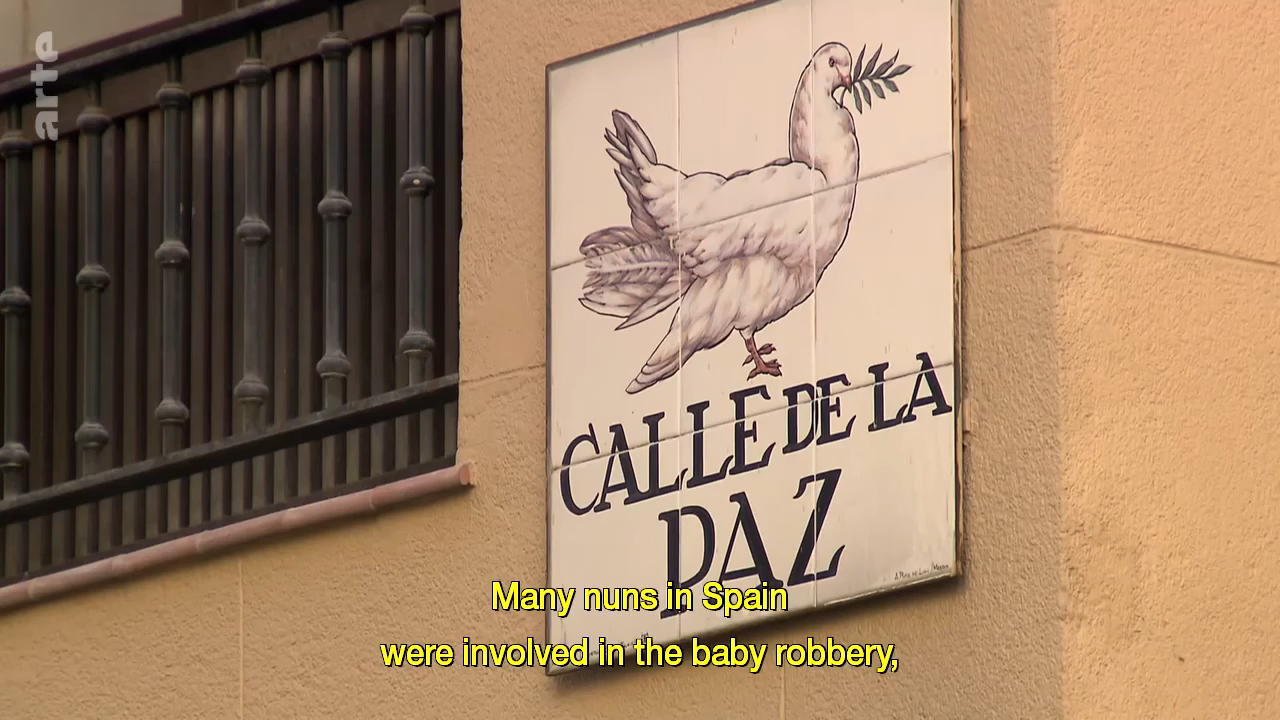 arte
CALLE DE LA
PAZ
Many nuns in Spain
were involved in the baby robbery,